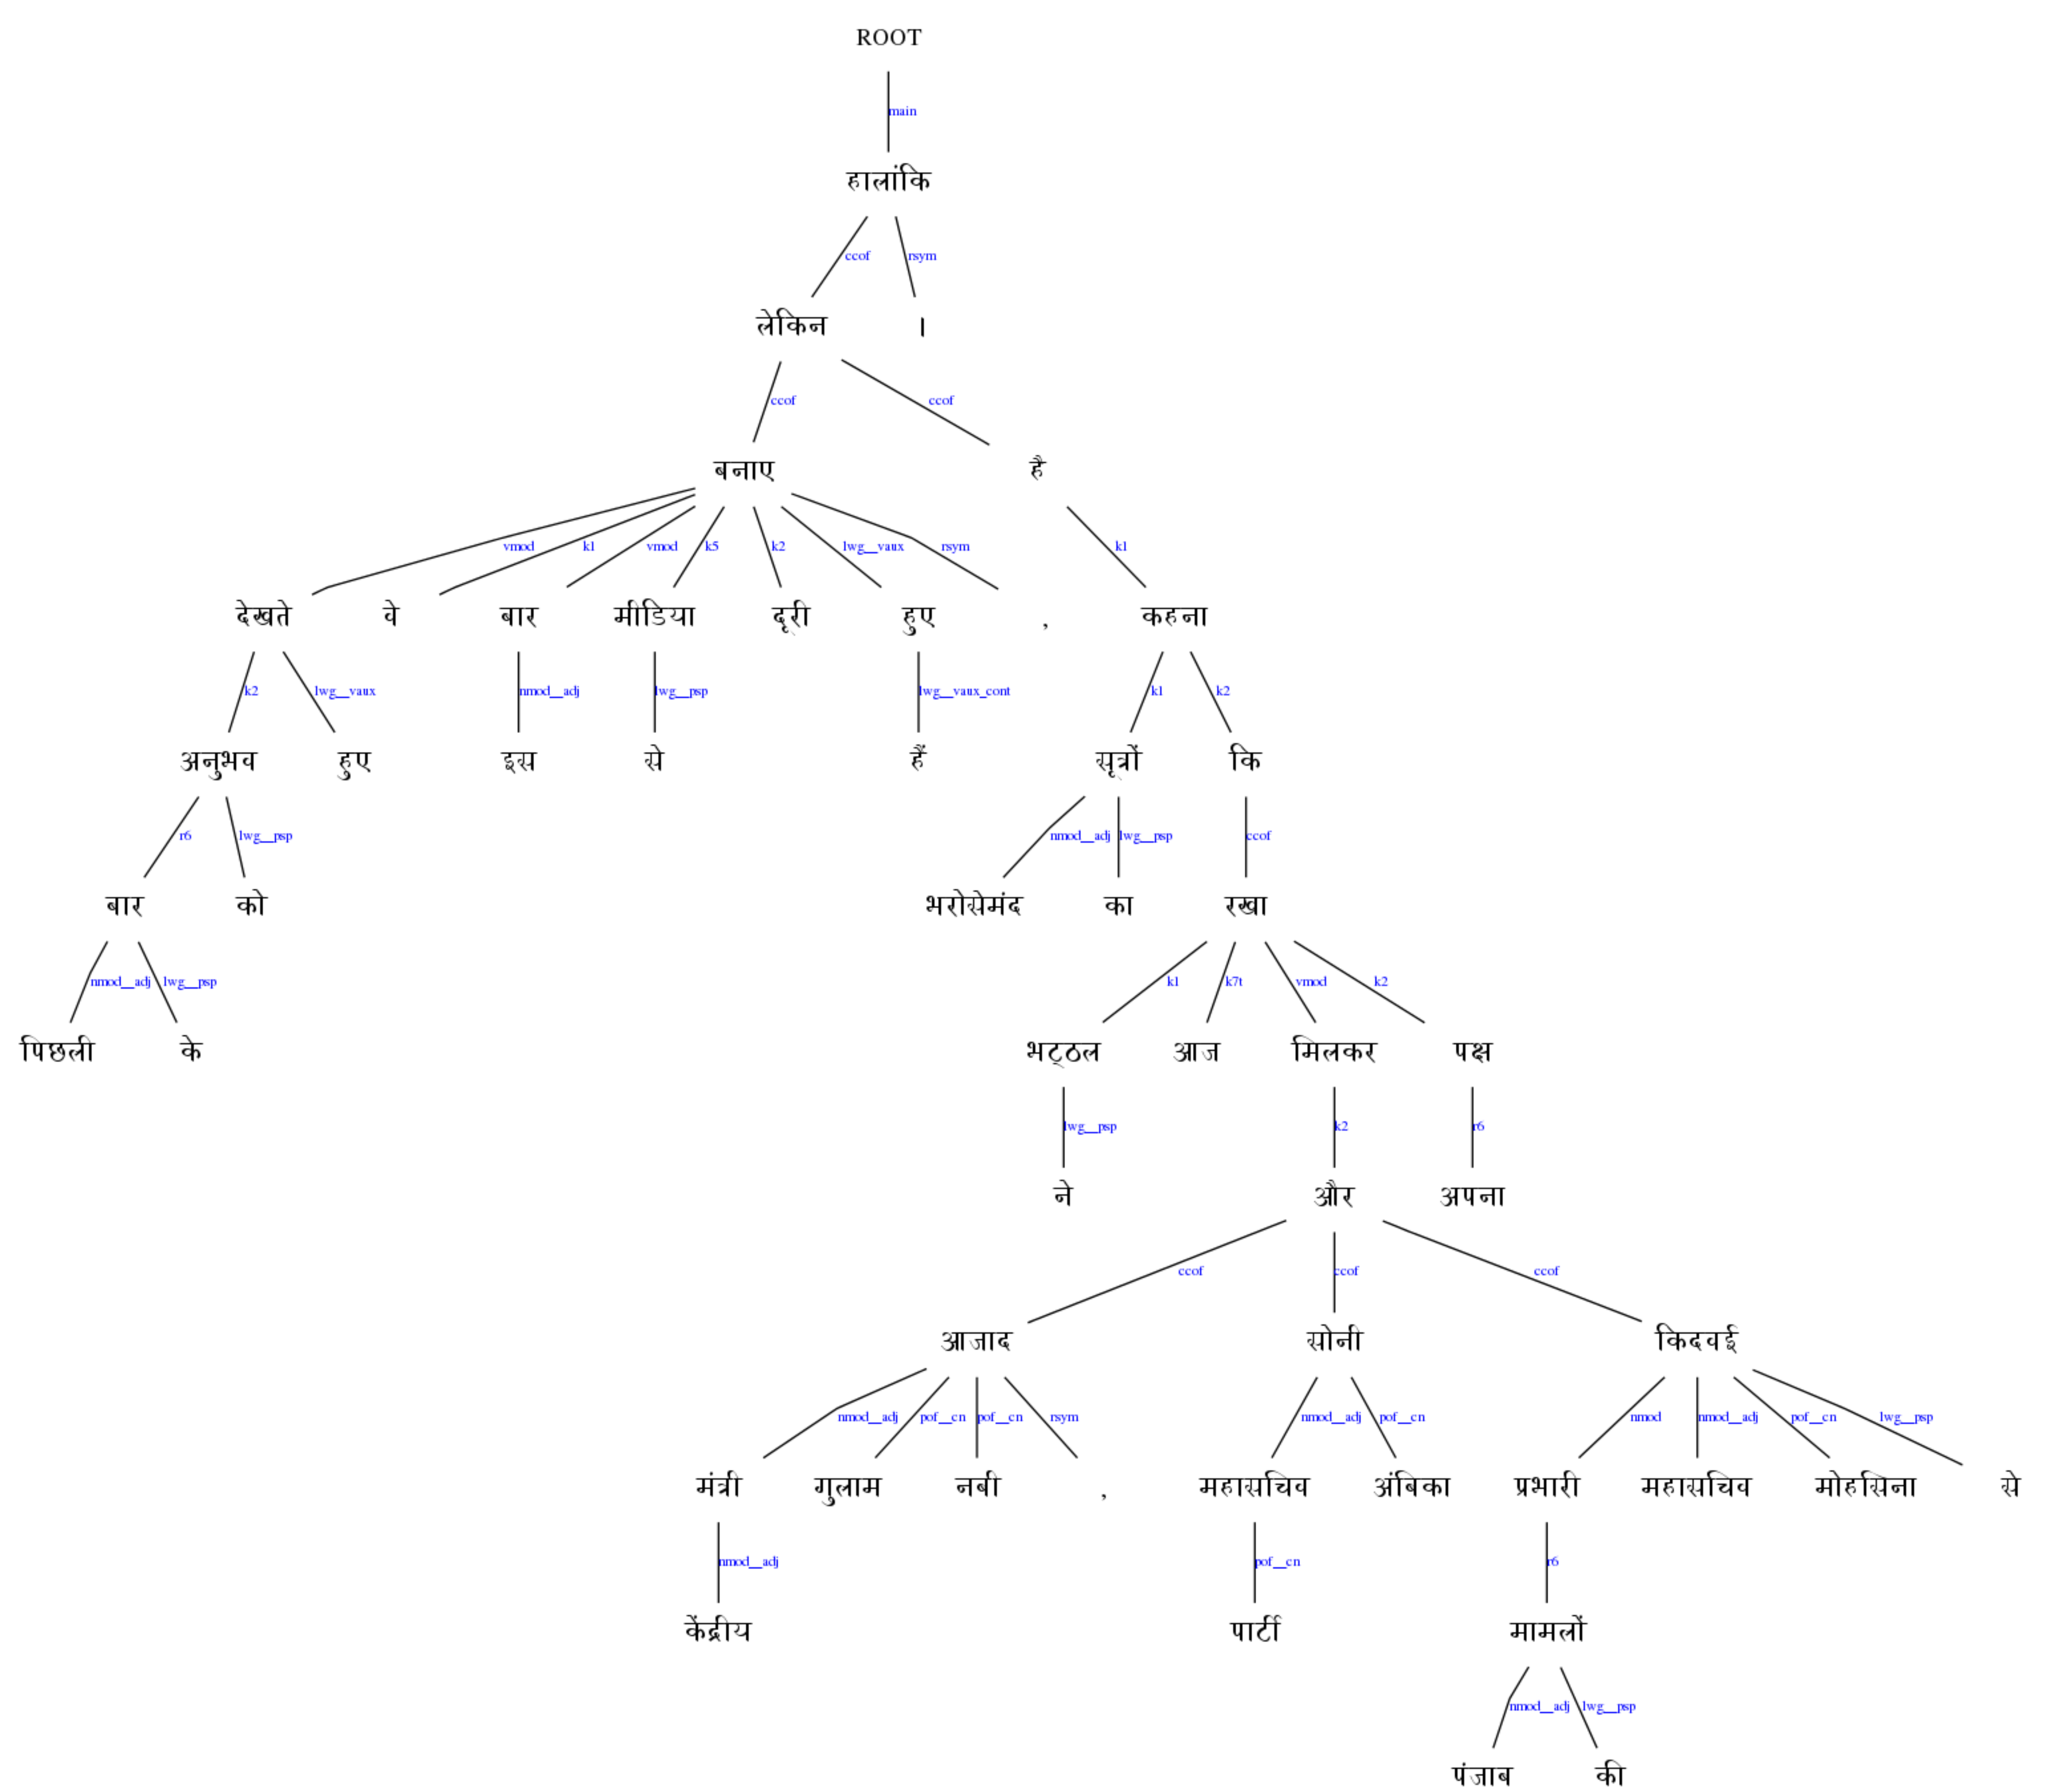 ROOT
main
हालांकि
ccof rsym
लेकिन ।
ccof ccof
बनाए है
vmod k1 vmod k5 k2 lwg__vaux rsym k1
देखते वे बार मीडिया दूरी हुए , कहना
k2 lwg__vaux nmod__adj lwg__psp lwg__vaux_cont k1 k2
अनुभव हुए इस से हैं सूत्रों कि
r6 lwg__psp nmod__adj lwg__psp ccof
बार को भरोसेमंद का रखा
nmod__adj lwg__psp k1 k7t vmod k2
पिछली के भट्ठल आज मिलकर पक्ष
lwg__psp k2 r6
ने और अपना
ccof ccof ccof
आजाद सोनी किदवई
nmod__adj pof__cn pof__cn rsym nmod__adj pof__cn nmod nmod__adj pof__cn lwg__psp
मंत्री गुलाम नबी , महासचिव अंबिका प्रभारी महासचिव मोहसिना से
nmod__adj pof__cn r6
केंद्रीय पार्टी मामलों
nmod__adj lwg__psp
पंजाब की